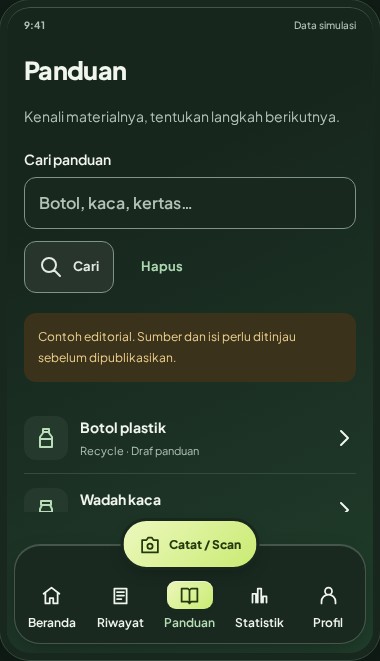 9:41
Data simulasi
Panduan
Kenali materialnya, tentukan langkah berikutnya.
Cari panduan
Botol, kaca, kertas...
Cari
Hapus
Contoh editorial. Sumber dan isi perlu ditinjau
sebelum dipublikasikan.
Botol plastik
Recycle · Draf panduan
Wadah kaca
Catat / Scan
Beranda
Riwayat
Panduan
Statistik
Profil